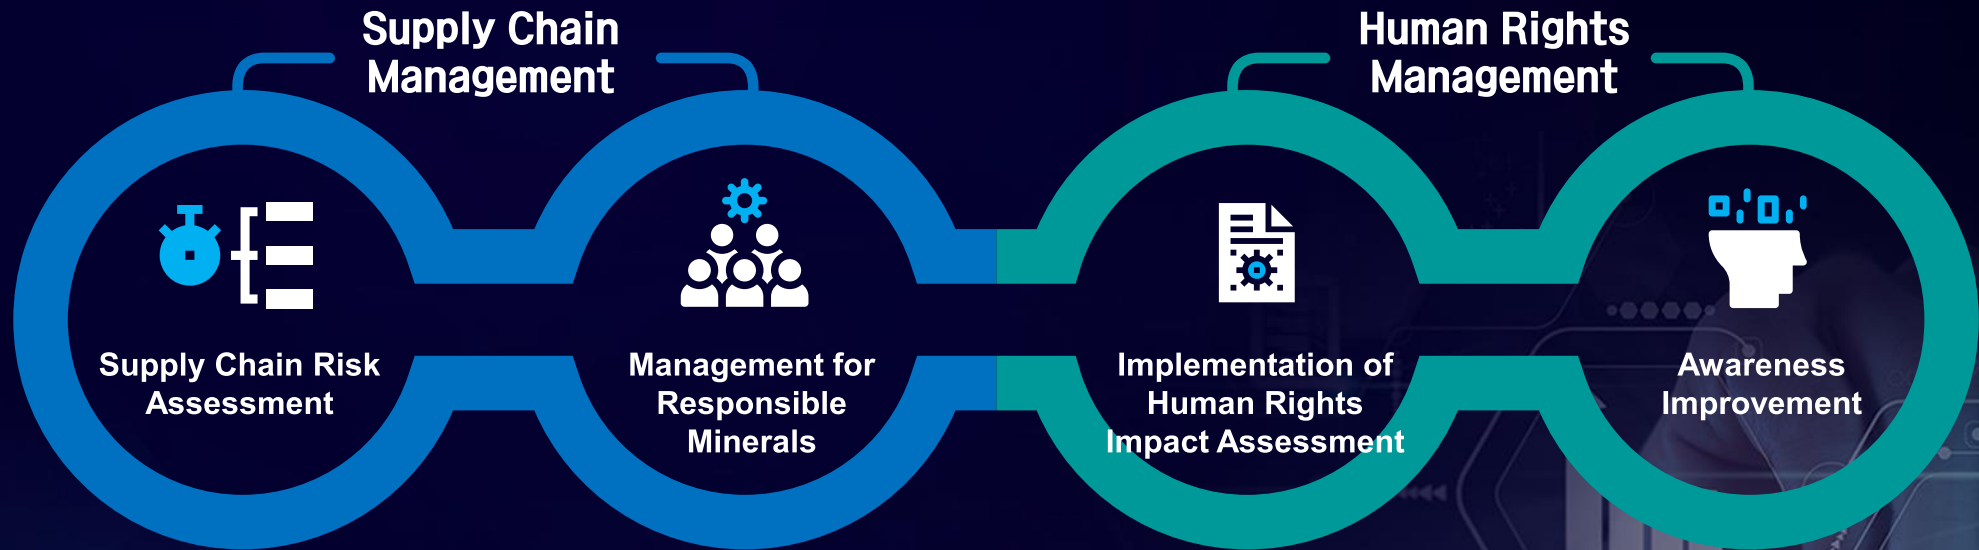 Supply Chain
Management
Human Rights
Management
Supply Chain Risk
Assessment
Management for
Responsible
Minerals
Implementation of
Human Rights
Impact Assessment
Awareness
Improvement